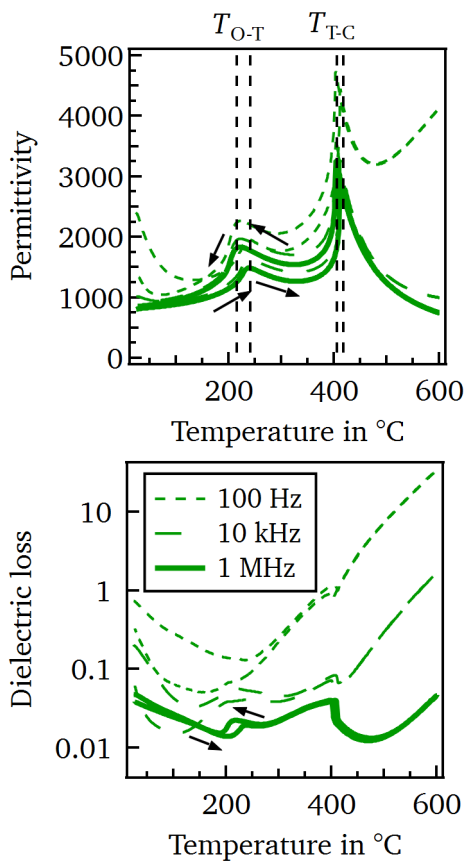 T_O-T T_T-C
5000
4000
3000
2000
1000
0
Permittivity
200 400 600
Temperature in °C
100 Hz
10 kHz
1 MHz
10
1
0.1
0.01
Dielectric loss
200 400 600
Temperature in °C